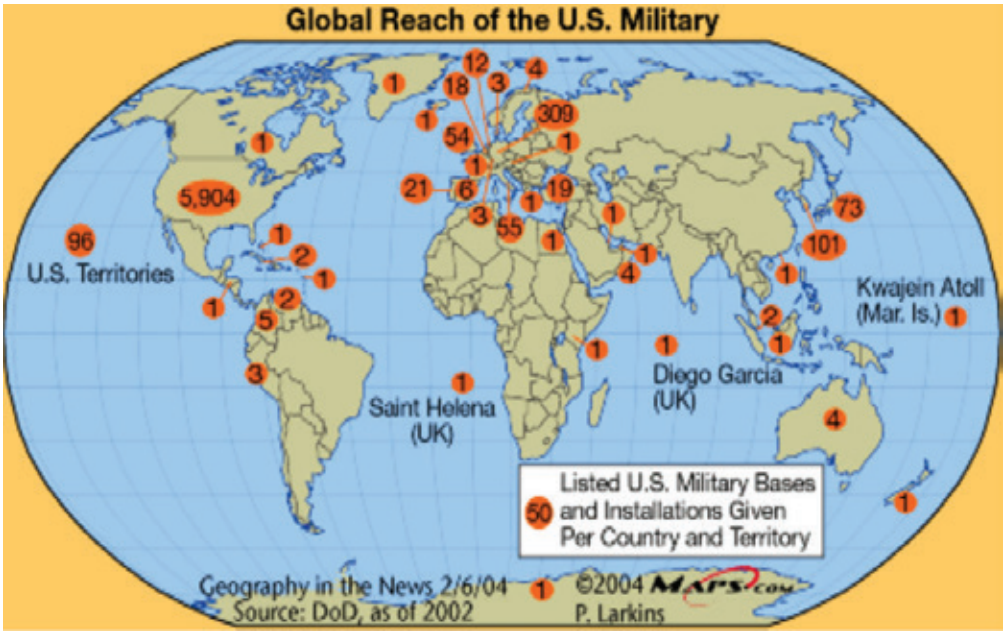 Global Reach of the U.S. Military
12
4
1
18
3
309
1
54
1
1
1
5,904
21
6
1
19
3
55
1
1
1
73
96
1
2
1
4
101
1
U.S. Territories
1
1
2
5
2
1
Kwajein Atoll
(Mar. Is.)
1
1
1
3
1
Diego Garcia
(UK)
Saint Helena
(UK)
4
50
Listed U.S. Military Bases
and Installations Given
Per Country and Territory
1
Geography in the News 2/6/04
Source: DoD, as of 2002
1
©2004 MAPS.com
P. Larkins